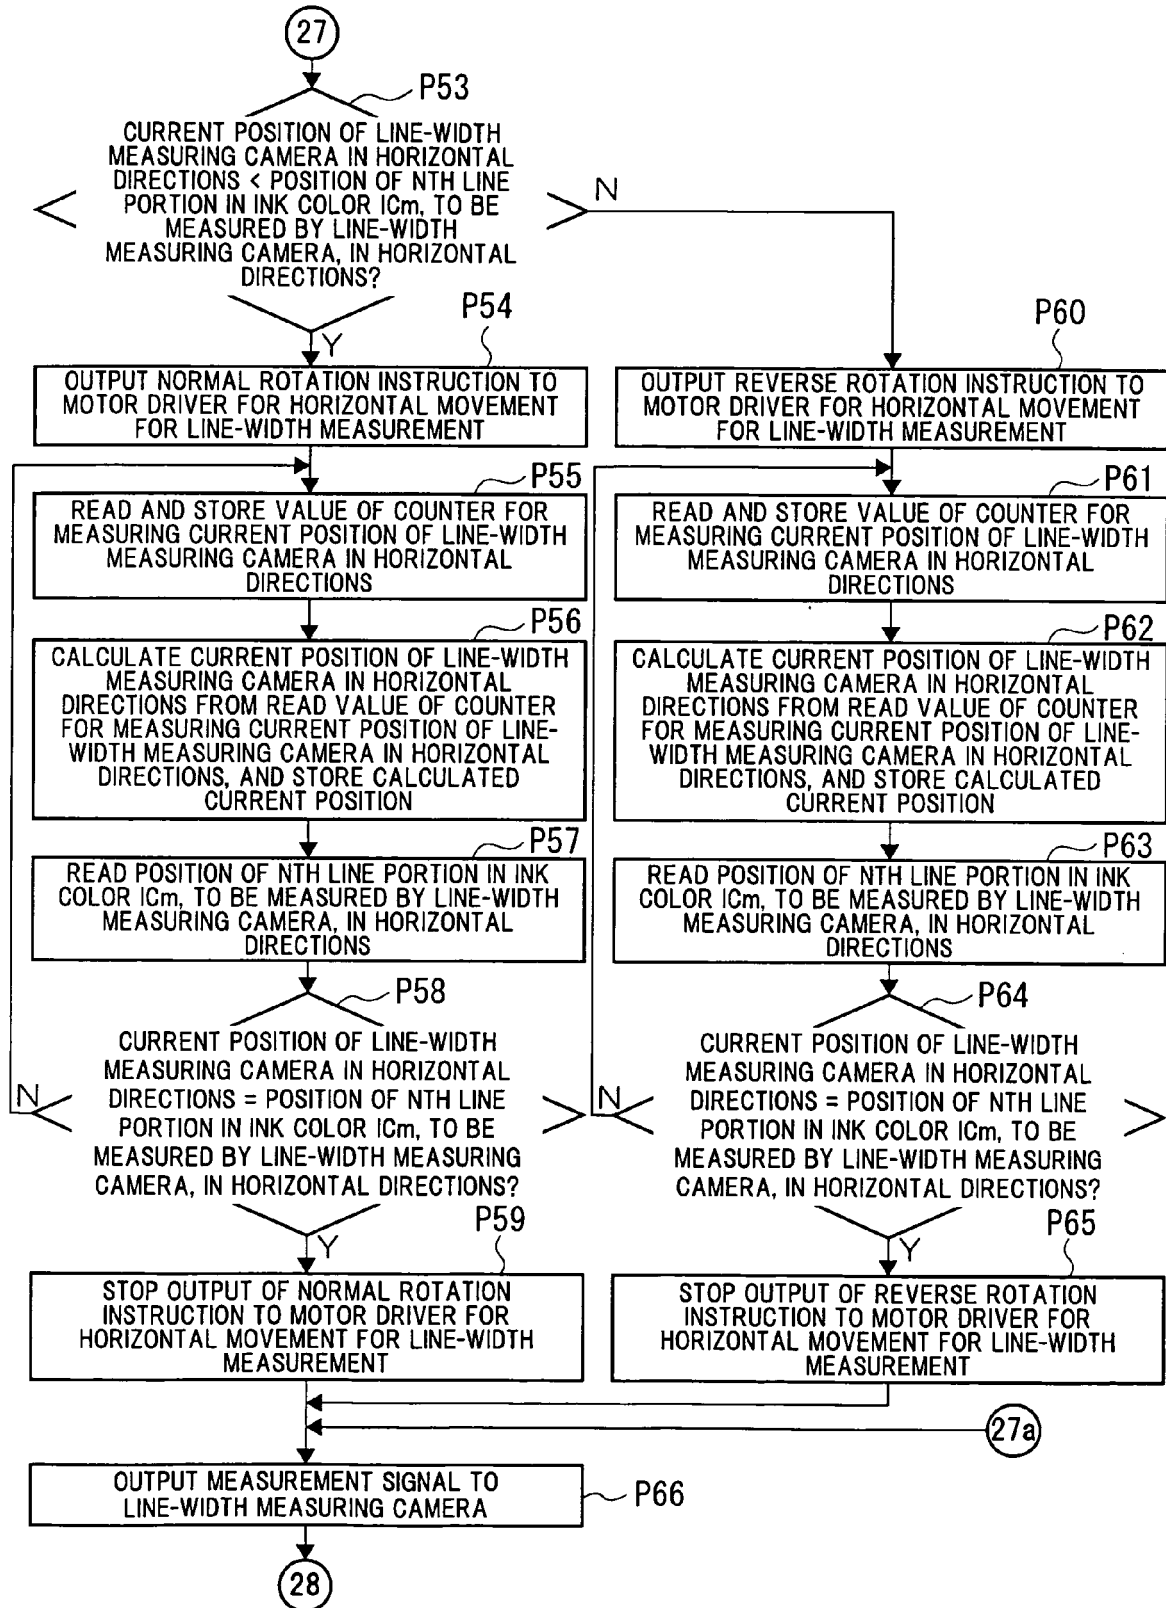 27
P53
CURRENT POSITION OF LINE-WIDTH
MEASURING CAMERA IN HORIZONTAL
DIRECTIONS < POSITION OF NTH LINE
PORTION IN INK COLOR ICm, TO BE
MEASURED BY LINE-WIDTH
MEASURING CAMERA, IN HORIZONTAL
DIRECTIONS?
N
Y
P54
OUTPUT NORMAL ROTATION INSTRUCTION TO
MOTOR DRIVER FOR HORIZONTAL MOVEMENT
FOR LINE-WIDTH MEASUREMENT
P55
READ AND STORE VALUE OF COUNTER FOR
MEASURING CURRENT POSITION OF LINE-WIDTH
MEASURING CAMERA IN HORIZONTAL
DIRECTIONS
P56
CALCULATE CURRENT POSITION OF LINE-WIDTH
MEASURING CAMERA IN HORIZONTAL
DIRECTIONS FROM READ VALUE OF COUNTER
FOR MEASURING CURRENT POSITION OF LINE-
WIDTH MEASURING CAMERA IN HORIZONTAL
DIRECTIONS, AND STORE CALCULATED
CURRENT POSITION
P57
READ POSITION OF NTH LINE PORTION IN INK
COLOR ICm, TO BE MEASURED BY LINE-WIDTH
MEASURING CAMERA, IN HORIZONTAL
DIRECTIONS
P58
CURRENT POSITION OF LINE-WIDTH
MEASURING CAMERA IN HORIZONTAL
DIRECTIONS = POSITION OF NTH LINE
PORTION IN INK COLOR ICm, TO BE
MEASURED BY LINE-WIDTH MEASURING
CAMERA, IN HORIZONTAL DIRECTIONS?
N
Y
P59
STOP OUTPUT OF NORMAL ROTATION
INSTRUCTION TO MOTOR DRIVER FOR
HORIZONTAL MOVEMENT FOR LINE-WIDTH
MEASUREMENT
P60
OUTPUT REVERSE ROTATION INSTRUCTION TO
MOTOR DRIVER FOR HORIZONTAL MOVEMENT
FOR LINE-WIDTH MEASUREMENT
P61
READ AND STORE VALUE OF COUNTER FOR
MEASURING CURRENT POSITION OF LINE-WIDTH
MEASURING CAMERA IN HORIZONTAL
DIRECTIONS
P62
CALCULATE CURRENT POSITION OF LINE-WIDTH
MEASURING CAMERA IN HORIZONTAL
DIRECTIONS FROM READ VALUE OF COUNTER
FOR MEASURING CURRENT POSITION OF LINE-
WIDTH MEASURING CAMERA IN HORIZONTAL
DIRECTIONS, AND STORE CALCULATED
CURRENT POSITION
P63
READ POSITION OF NTH LINE PORTION IN INK
COLOR ICm, TO BE MEASURED BY LINE-WIDTH
MEASURING CAMERA, IN HORIZONTAL
DIRECTIONS
P64
CURRENT POSITION OF LINE-WIDTH
MEASURING CAMERA IN HORIZONTAL
DIRECTIONS = POSITION OF NTH LINE
PORTION IN INK COLOR ICm, TO BE
MEASURED BY LINE-WIDTH MEASURING
CAMERA, IN HORIZONTAL DIRECTIONS?
N
Y
P65
STOP OUTPUT OF REVERSE ROTATION
INSTRUCTION TO MOTOR DRIVER FOR
HORIZONTAL MOVEMENT FOR LINE-WIDTH
MEASUREMENT
27a
OUTPUT MEASUREMENT SIGNAL TO
LINE-WIDTH MEASURING CAMERA
P66
28